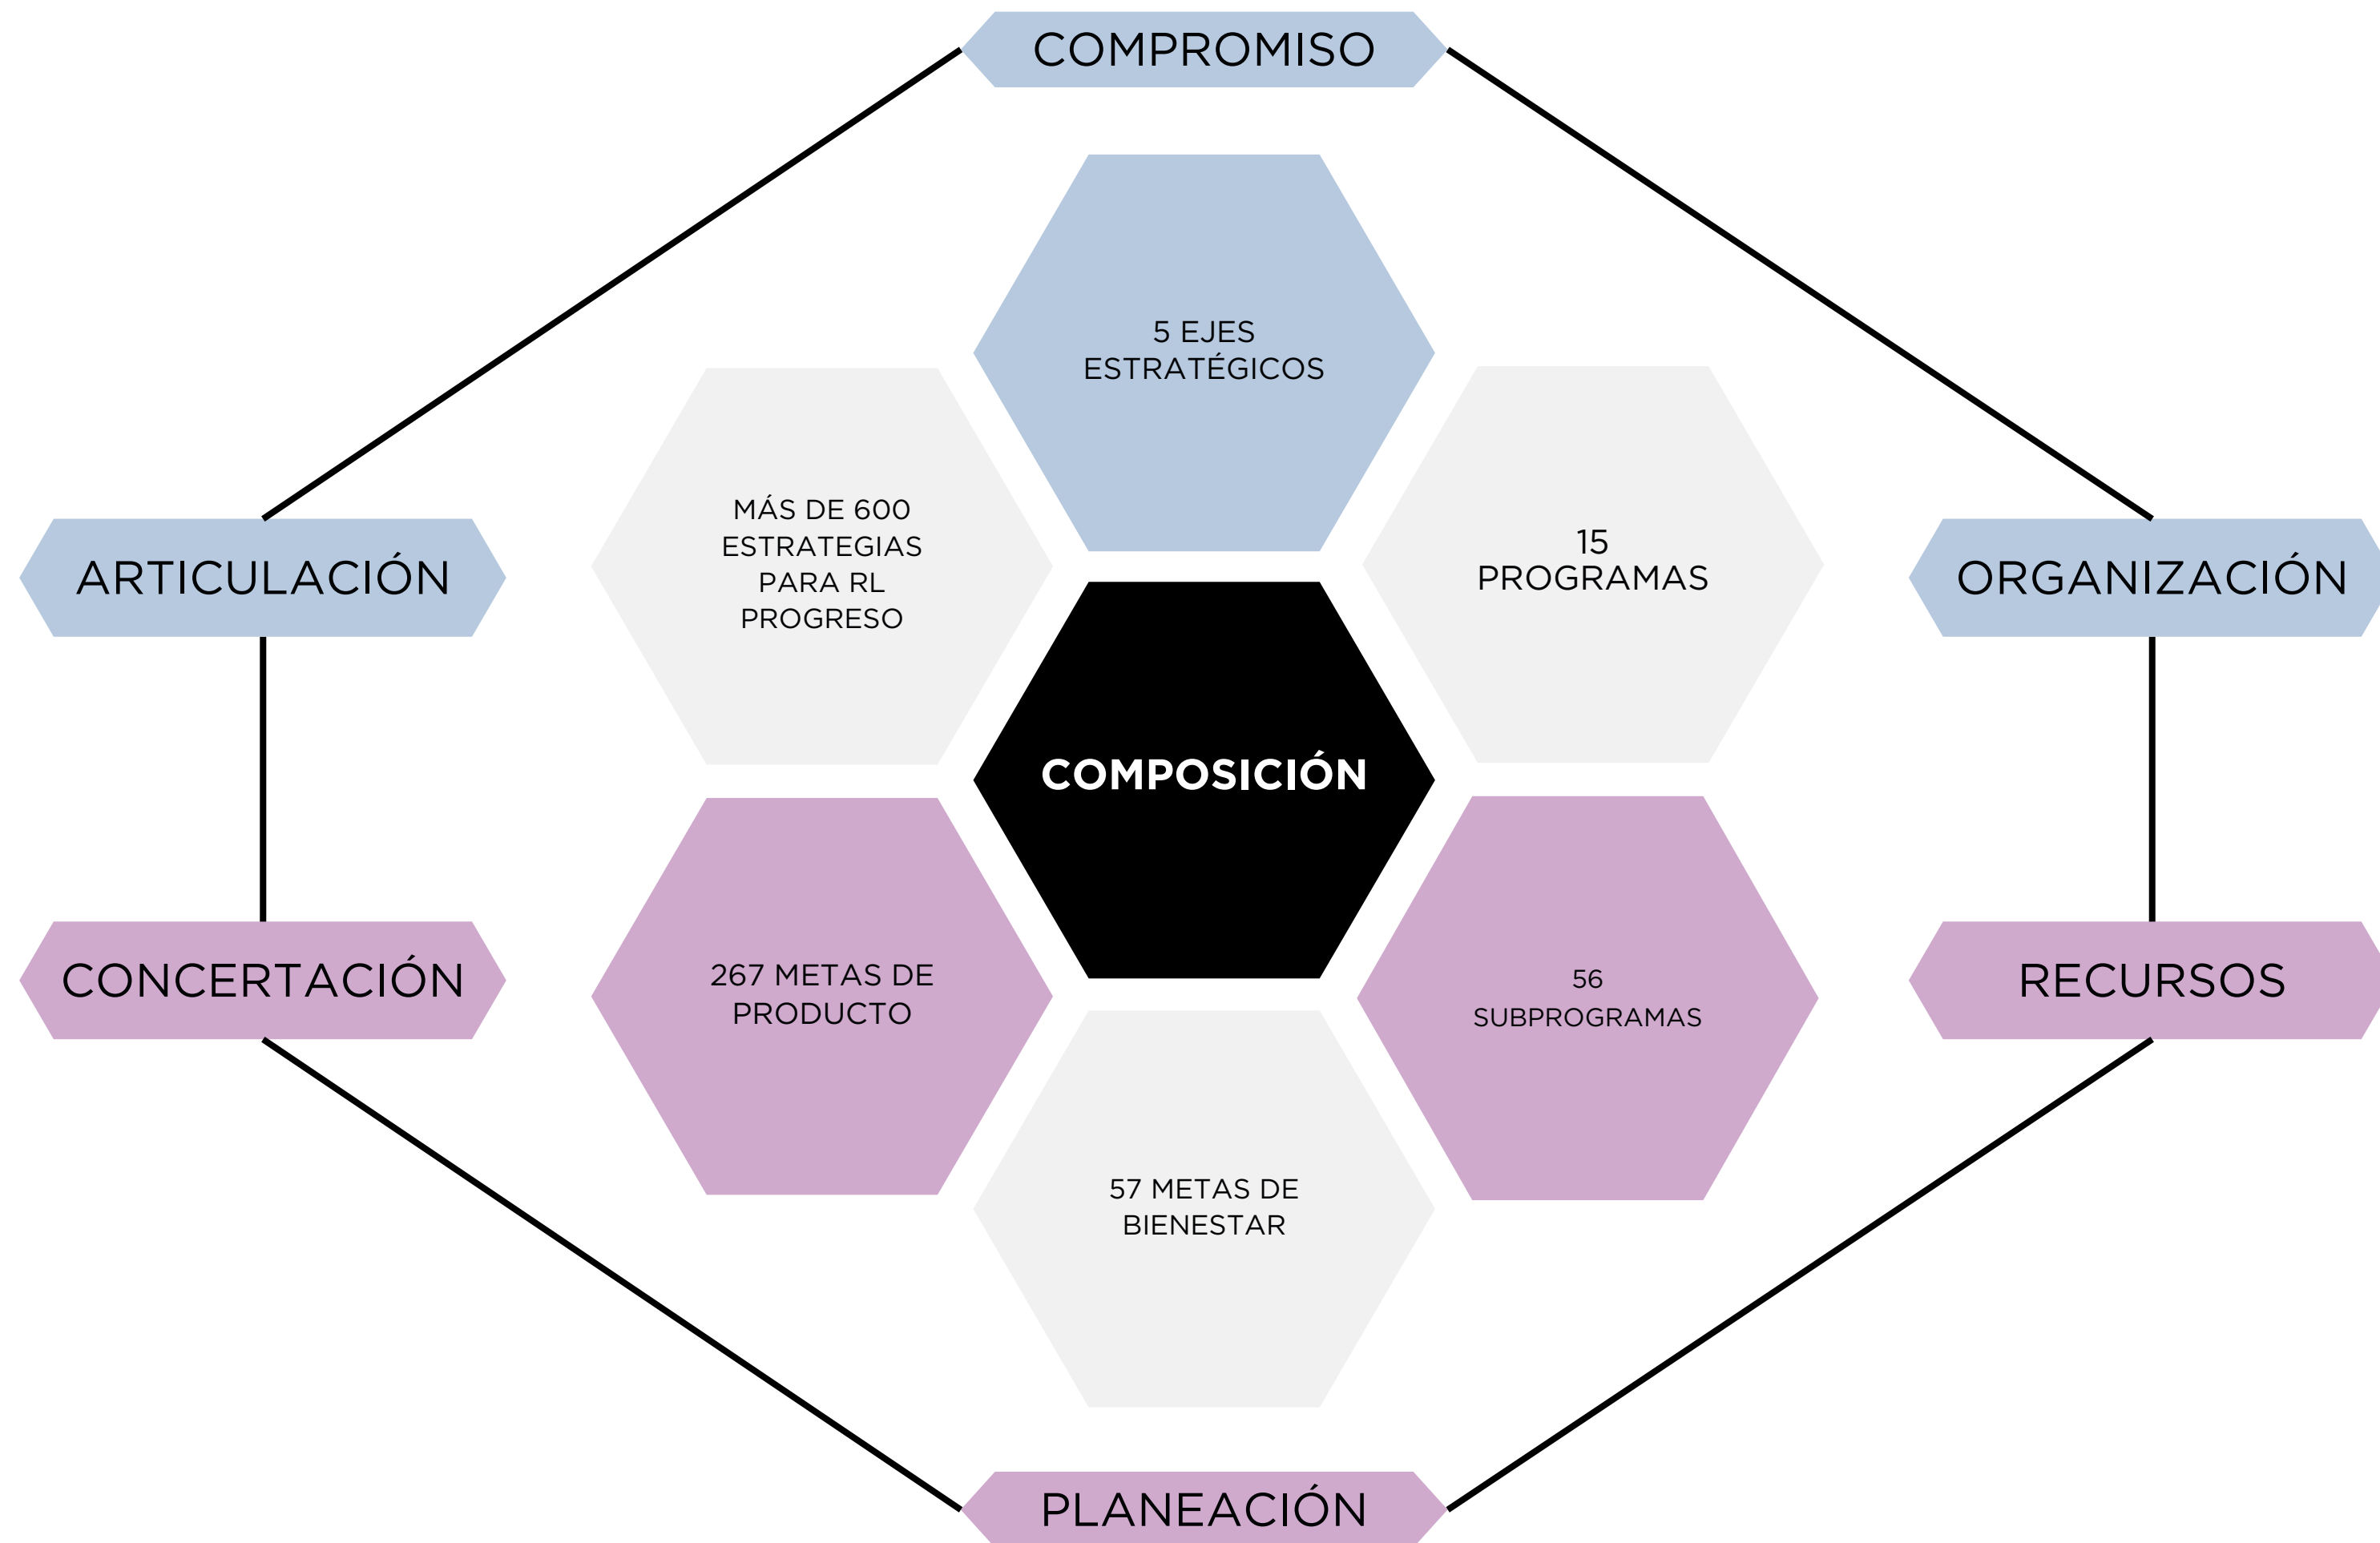 COMPROMISO
5 EJES
ESTRATÉGICOS
MÁS DE 600
ESTRATEGIAS
PARA RL
PROGRESO
15
PROGRAMAS
ARTICULACIÓN
ORGANIZACIÓN
COMPOSICIÓN
CONCERTACIÓN
267 METAS DE
PRODUCTO
56
SUBPROGRAMAS
RECURSOS
57 METAS DE
BIENESTAR
PLANEACIÓN